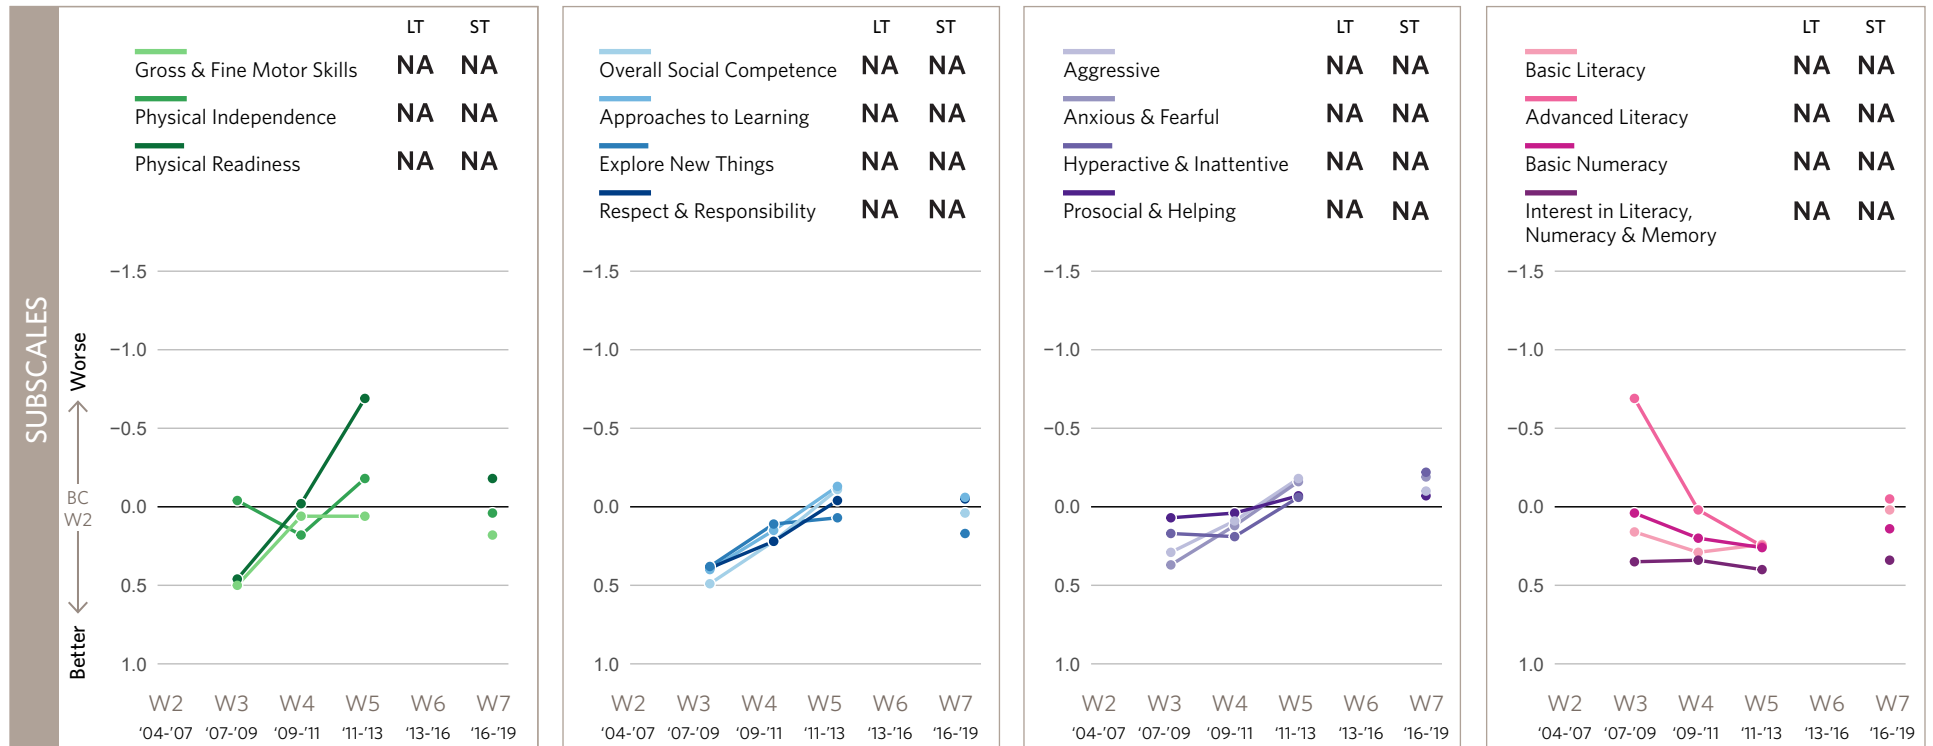 SUBSCALES
Worse
BC
W2
Better
LT ST
Gross & Fine Motor Skills NA NA
Physical Independence NA NA
Physical Readiness NA NA
−1.5
−1.0
−0.5
0.0
0.5
1.0
W2 W3 W4 W5 W6 W7
‘04-’07 ‘07-’09 ‘09-’11 ‘11-’13 ‘13-’16 ‘16-’19
LT ST
Overall Social Competence NA NA
Approaches to Learning NA NA
Explore New Things NA NA
Respect & Responsibility NA NA
−1.5
−1.0
−0.5
0.0
0.5
1.0
W2 W3 W4 W5 W6 W7
‘04-’07 ‘07-’09 ‘09-’11 ‘11-’13 ‘13-’16 ‘16-’19
LT ST
Aggressive NA NA
Anxious & Fearful NA NA
Hyperactive & Inattentive NA NA
Prosocial & Helping NA NA
−1.5
−1.0
−0.5
0.0
0.5
1.0
W2 W3 W4 W5 W6 W7
‘04-’07 ‘07-’09 ‘09-’11 ‘11-’13 ‘13-’16 ‘16-’19
LT ST
Basic Literacy NA NA
Advanced Literacy NA NA
Basic Numeracy NA NA
Interest in Literacy, NA NA
Numeracy & Memory
−1.5
−1.0
−0.5
0.0
0.5
1.0
W2 W3 W4 W5 W6 W7
‘04-’07 ‘07-’09 ‘09-’11 ‘11-’13 ‘13-’16 ‘16-’19